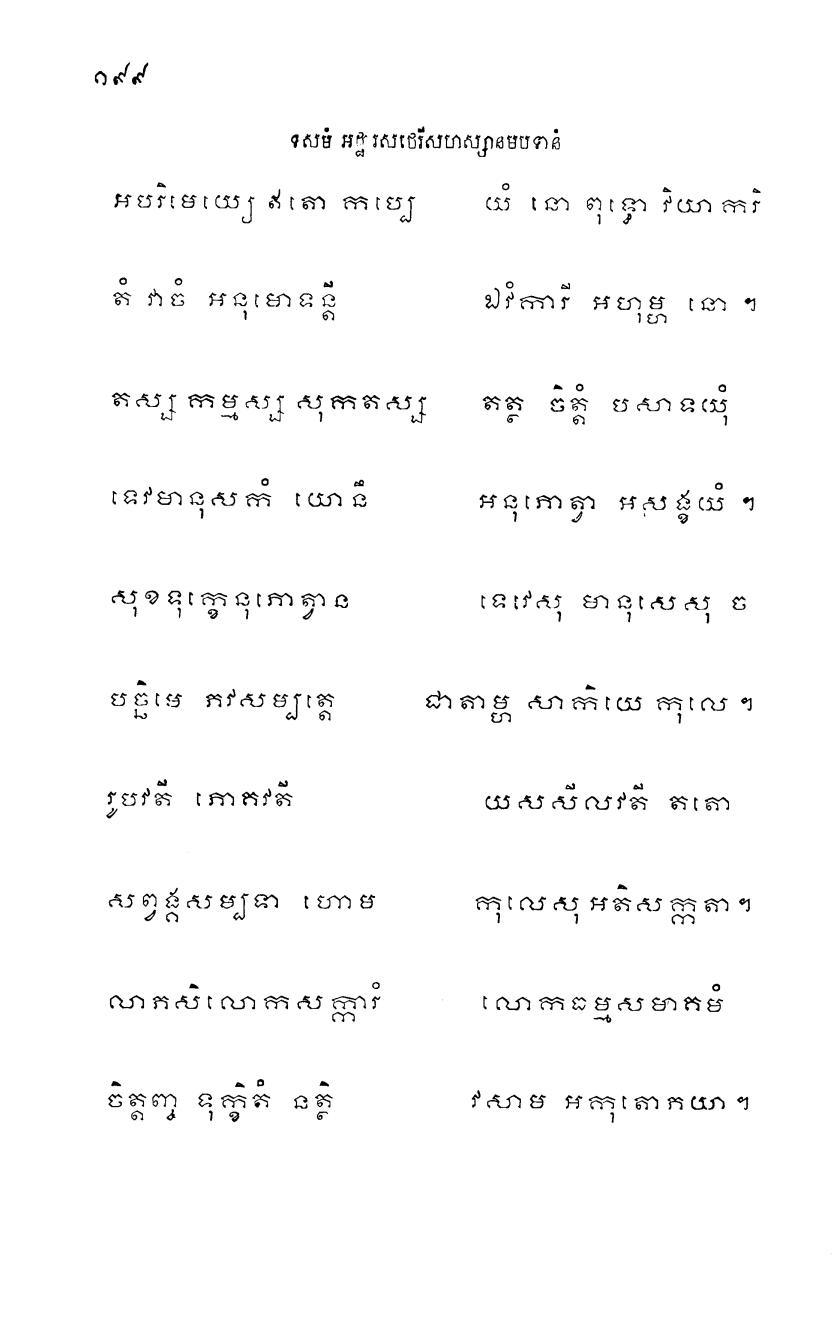 ១៩៩
ទសមំ អដ្ឋារសថេរីសហស្សានមបទានំ
អបរិមេយ្យេ ឥតោ កប្បេ យំ នោ ពុទ្ធោ វិយាករិ
តំ វាចំ អនុមោទន្តី ឯវំការី អហុម្ហ នោ ។
តស្ស កម្មស្ស សុកតស្ស តត្ថ ចិត្តំ បសាទយុំ
ទេវមានុសកំ យោនឹ អនុភោត្វា អសង្ខយំ ។
សុខទុក្ខេនុភោត្វាន ទេវេសុ មានុសេសុ ច
បច្ឆិមេ ភវសម្បត្តេ ជាតាម្ហ សាកិយេ កុលេ ។
រូបវតី ភោគវតី យសសីលវតី តតោ
សព្វង្គសម្បទា ហោម កុលេសុ អតិសក្កតា ។
លាភសិលោកសក្ការំ លោកធម្មសមាគមំ
ចិត្តញ្ច ទុក្ខិតំ នត្ថិ វសាម អកុតោភយា ។